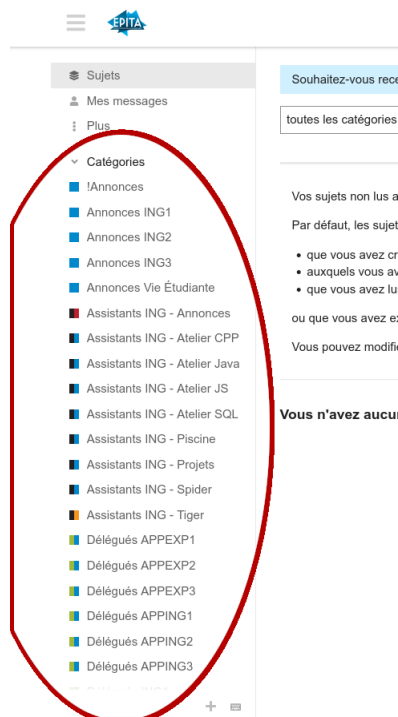 EPITA
Sujets
Mes messages
Plus
Catégories
!Annonces
Annonces ING1
Annonces ING2
Annonces ING3
Annonces Vie Étudiante
Assistants ING - Annonces
Assistants ING - Atelier CPP
Assistants ING - Atelier Java
Assistants ING - Atelier JS
Assistants ING - Atelier SQL
Assistants ING - Piscine
Assistants ING - Projets
Assistants ING - Spider
Assistants ING - Tiger
Délégués APPEXP1
Délégués APPEXP2
Délégués APPEXP3
Délégués APPING1
Délégués APPING2
Délégués APPING3
Souhaitez-vous rece
toutes les catégories
Vos sujets non lus a
Par défaut, les sujet
• que vous avez cr
• auxquels vous av
• que vous avez lu
ou que vous avez ex
Vous pouvez modifie
Vous n'avez aucu